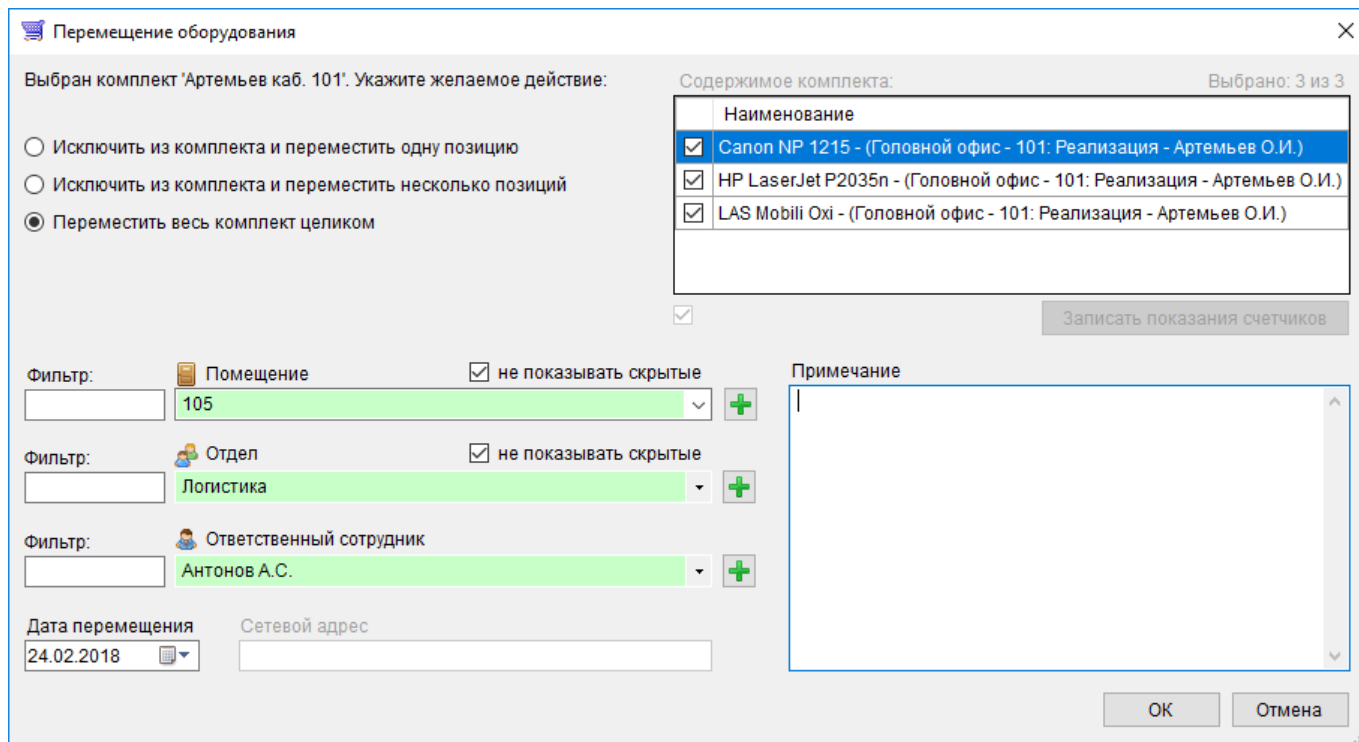 Перемещение оборудования
Выбран комплект 'Артемьев каб. 101'. Укажите желаемое действие:
Исключить из комплекта и переместить одну позицию
Исключить из комплекта и переместить несколько позиций
Переместить весь комплект целиком
Содержимое комплекта: Выбрано: 3 из 3
Наименование
Canon NP 1215 - (Головной офис - 101: Реализация - Артемьев О.И.)
HP LaserJet P2035n - (Головной офис - 101: Реализация - Артемьев О.И.)
LAS Mobili Oxi - (Головной офис - 101: Реализация - Артемьев О.И.)
Записать показания счетчиков
Фильтр: Помещение не показывать скрытые
105
Фильтр: Отдел не показывать скрытые
Логистика
Фильтр: Ответственный сотрудник
Антонов А.С.
Дата перемещения Сетевой адрес
24.02.2018
Примечание
ОК Отмена